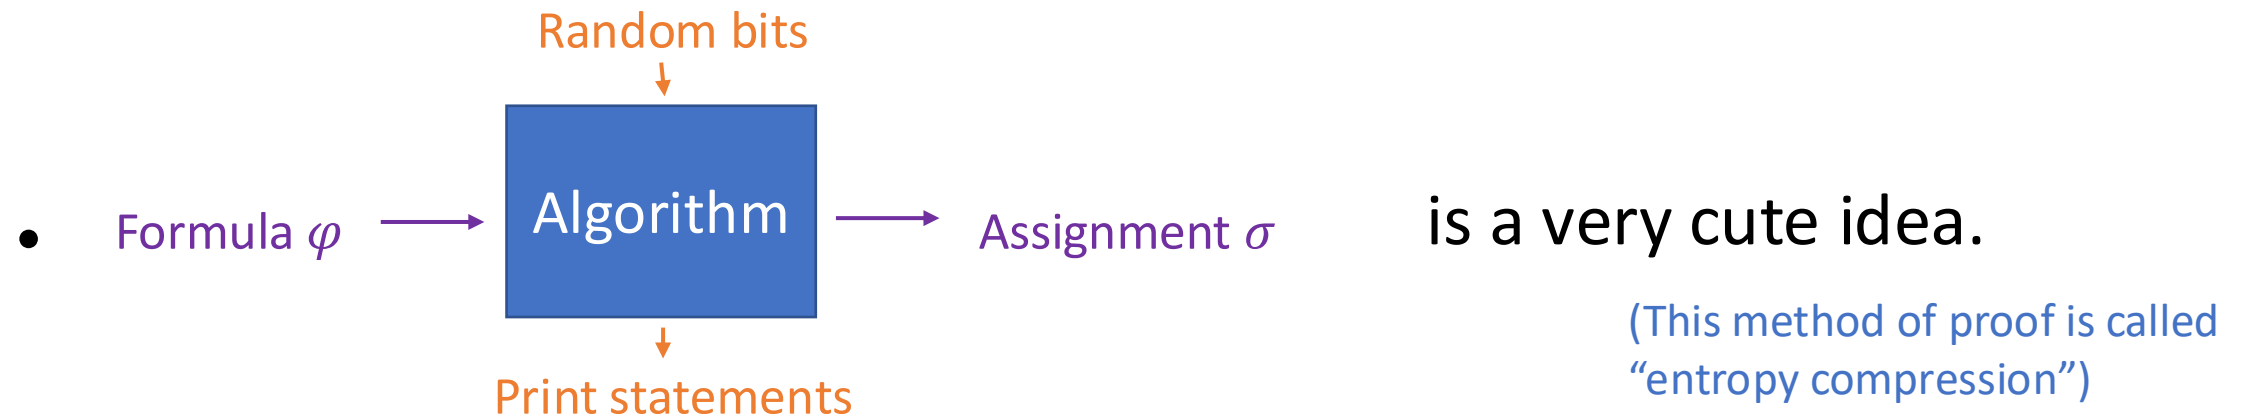 Random bits
Algorithm
• Formula φ
Assignment σ
is a very cute idea.
Print statements
(This method of proof is called
“entropy compression”)